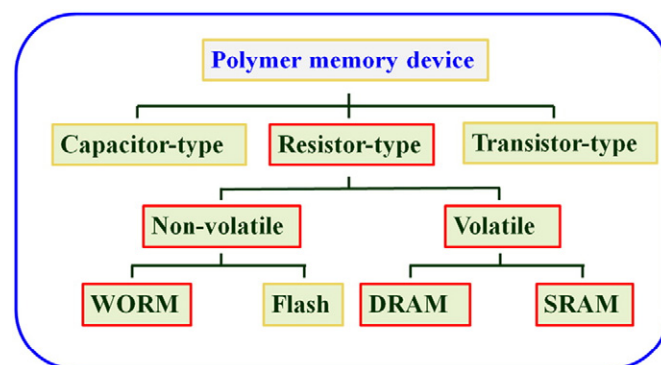 Polymer memory device
Capacitor-type Resistor-type Transistor-type
Non-volatile Volatile
WORM Flash DRAM SRAM